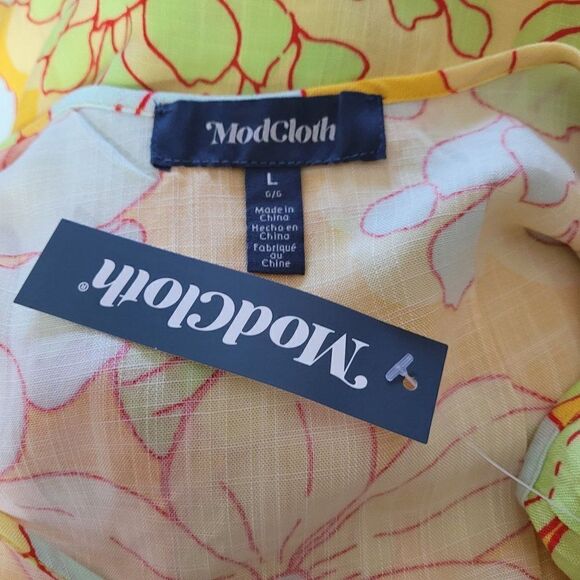 ModCloth
L
G/G
Made in
China
Hecho en
China
Fabriqué
au
Chine
ModCloth®